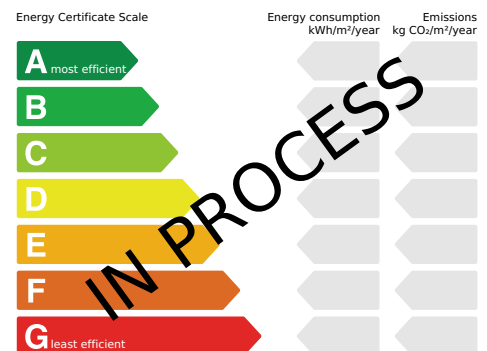 Energy Certificate Scale
Energy consumption
kWh/m²/year
Emissions
kg CO₂/m²/year
A most efficient
B
C
D
E
F
G least efficient
IN PROCESS